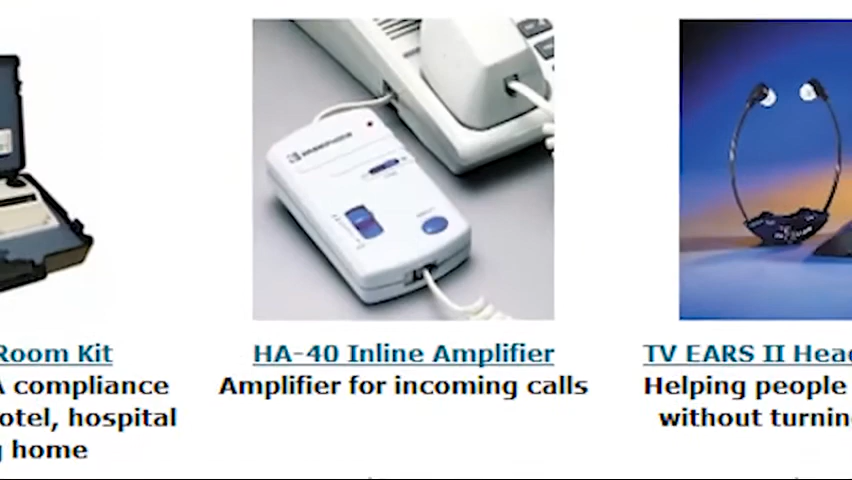 Room Kit
A compliance
otel, hospital
g home
HA-40 Inline Amplifier
Amplifier for incoming calls
TV EARS II Hea
Helping people
without turnin